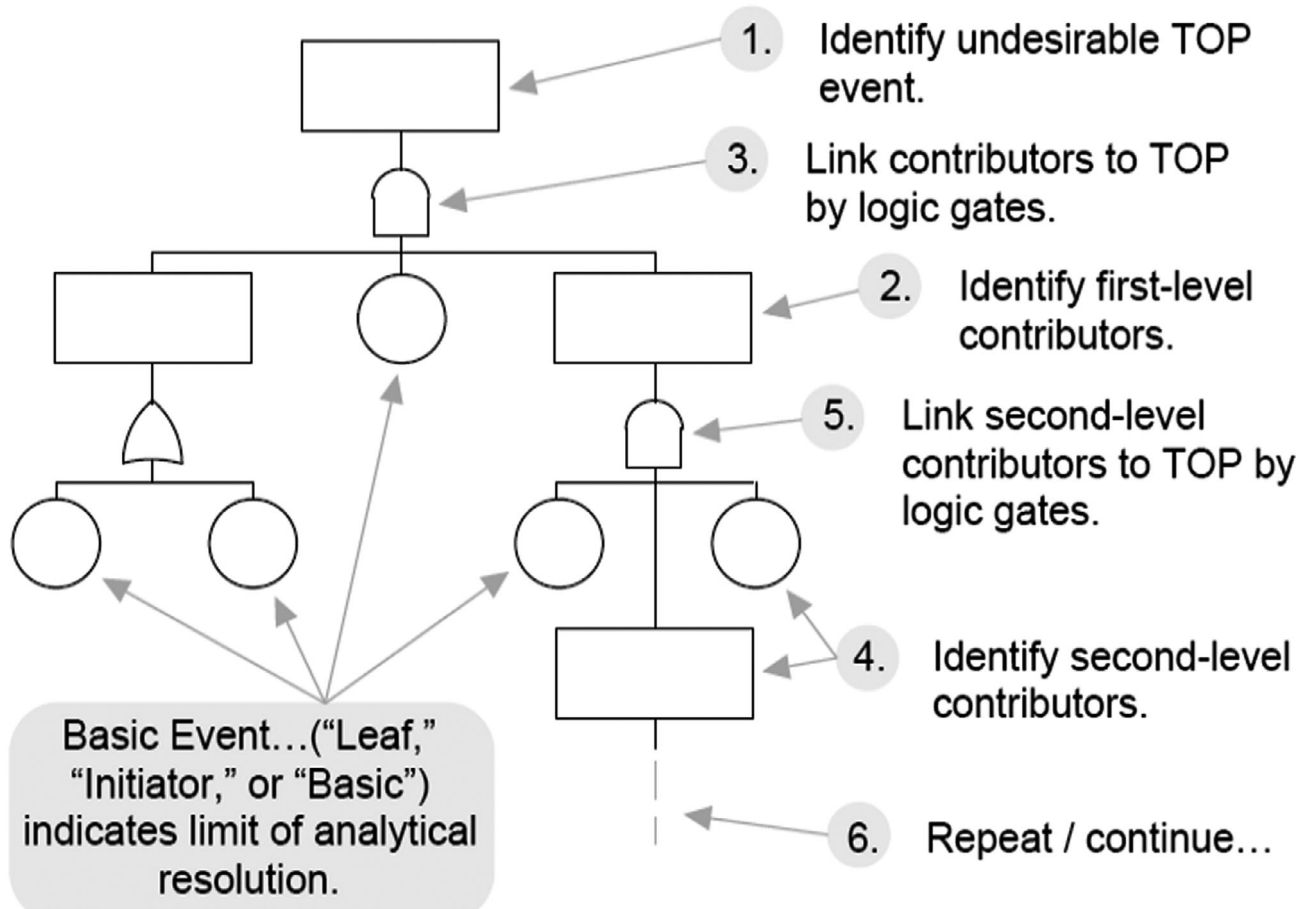 1. Identify undesirable TOP
event.
3. Link contributors to TOP
by logic gates.
2. Identify first-level
contributors.
5. Link second-level
contributors to TOP by
logic gates.
4. Identify second-level
contributors.
Basic Event…(“Leaf,”
“Initiator,” or “Basic”)
indicates limit of analytical
resolution.
6. Repeat / continue…